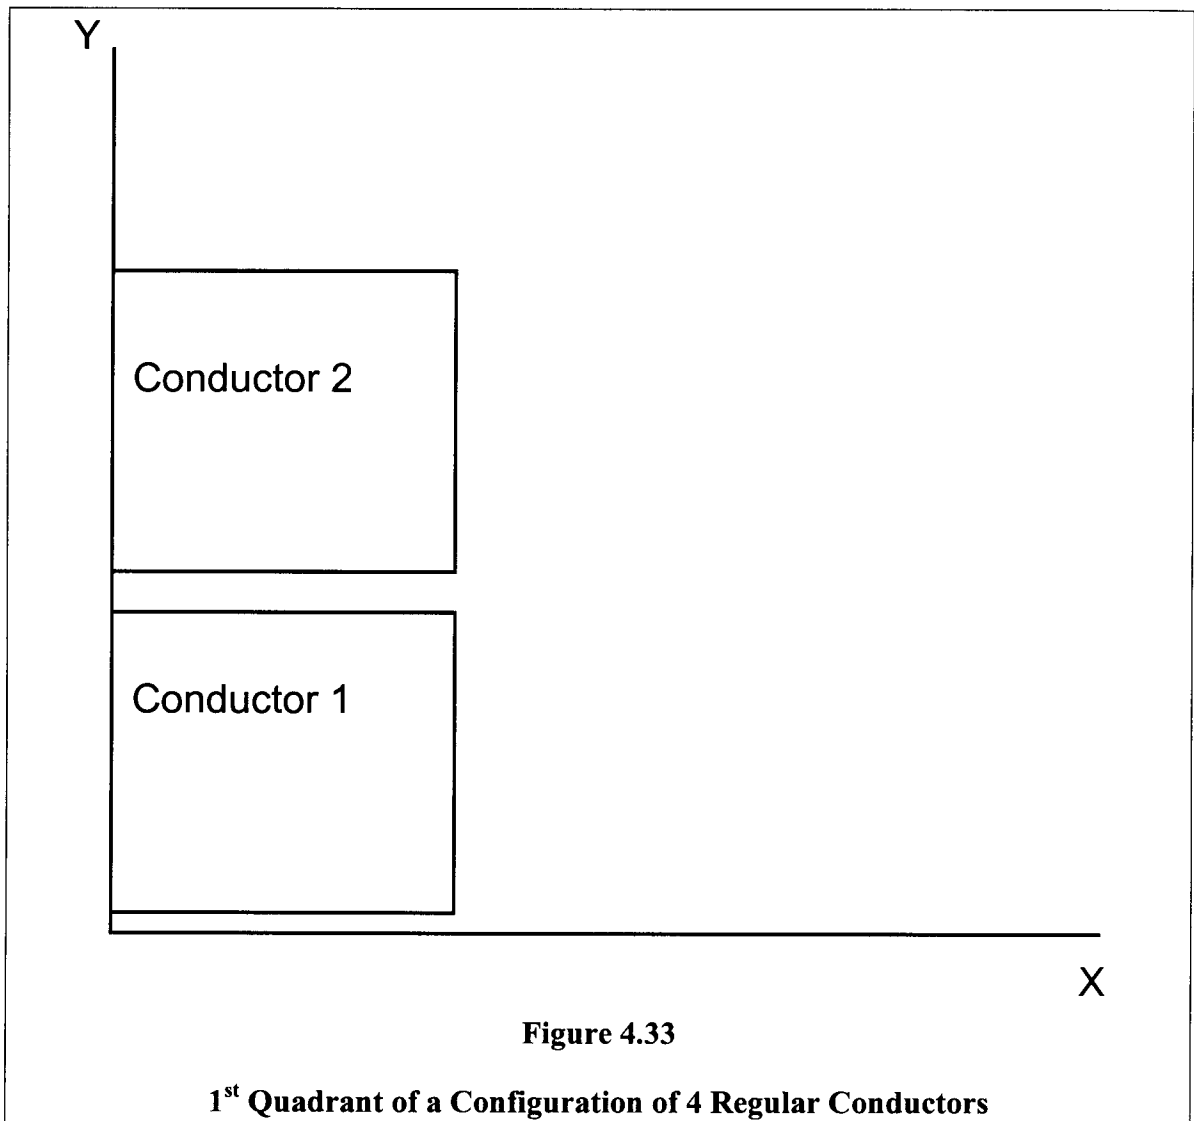 Y
Conductor 2
Conductor 1
X
Figure 4.33
1st Quadrant of a Configuration of 4 Regular Conductors